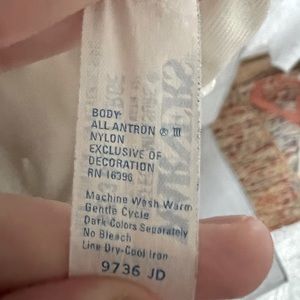 BODY:
ALL ANTRON ® III
NYLON
EXCLUSIVE OF
DECORATION
RN 16396
Machine Wash Warm
Gentle Cycle
Dark Colors Separately
No Bleach
Line Dry-Cool Iron
9736 JD